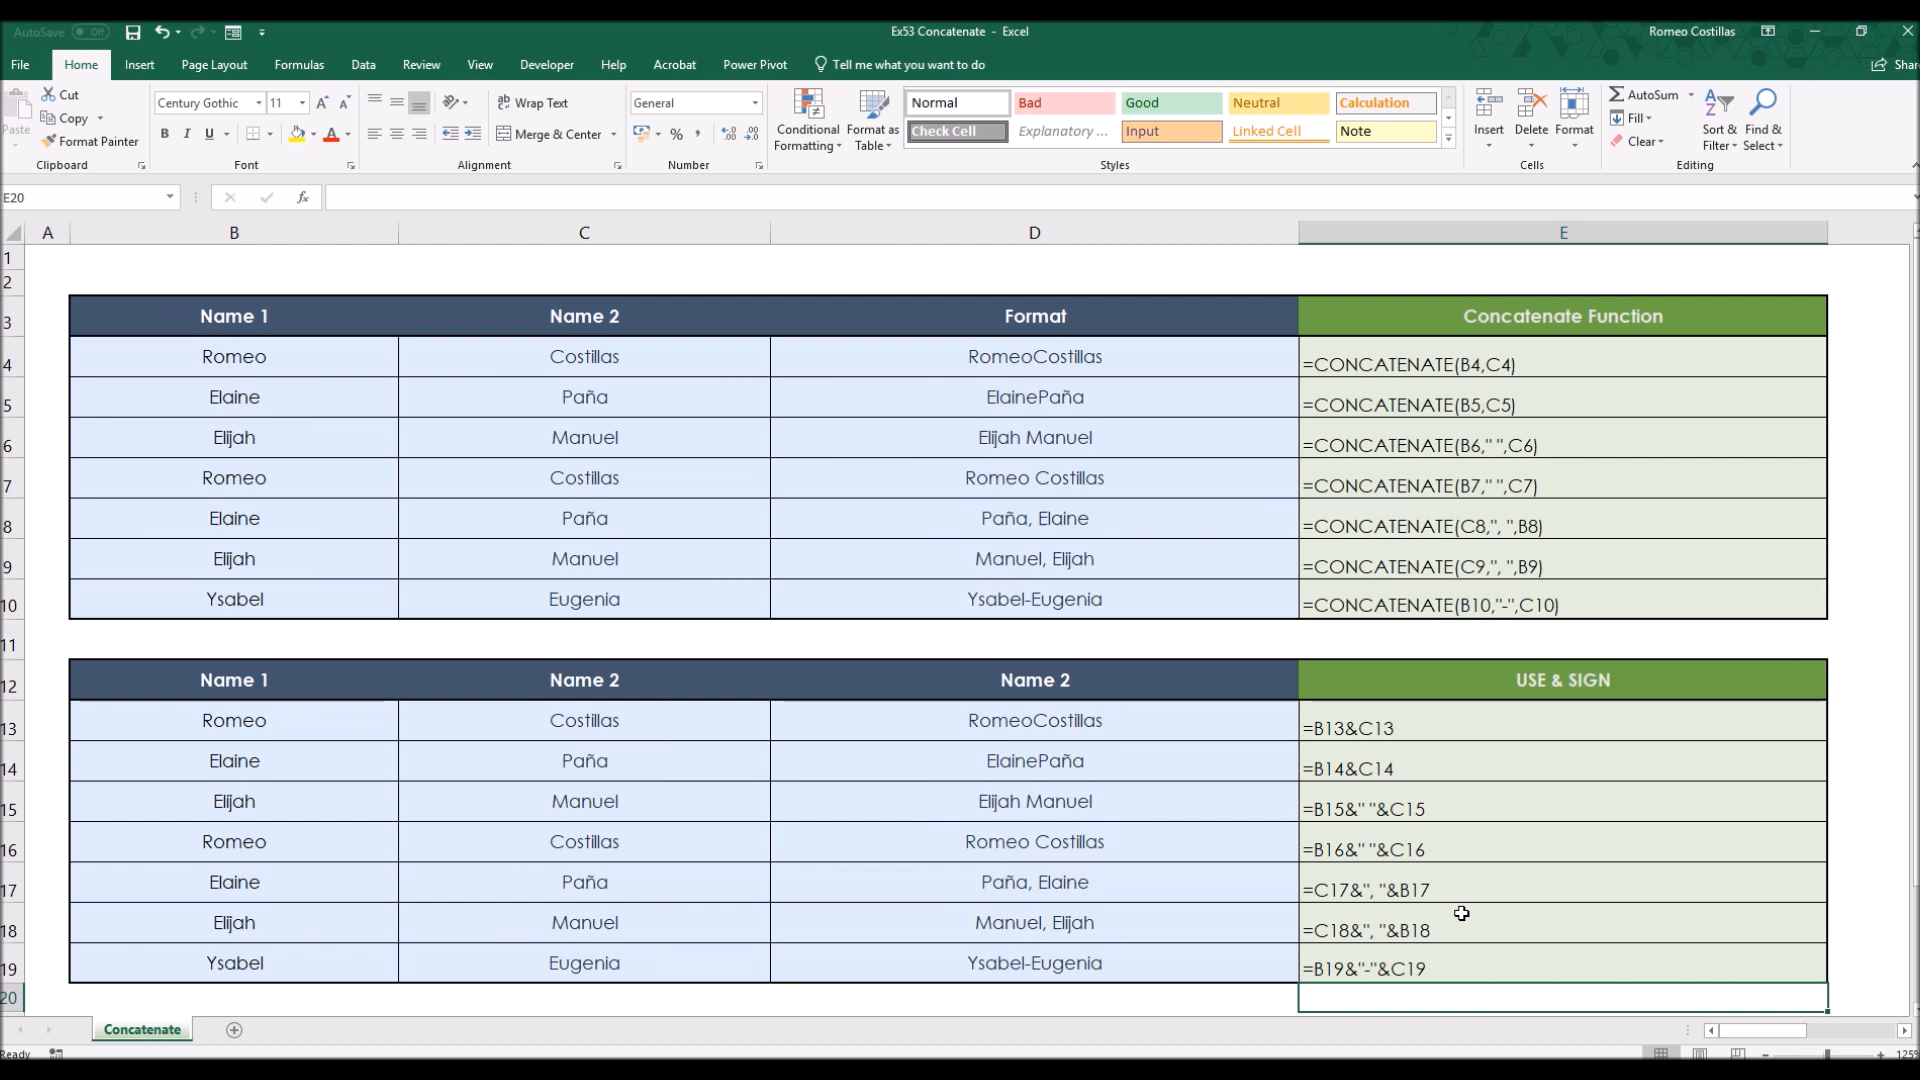 AutoSave Off Ex53 Concatenate - Excel Romeo Costillas
File Home Insert Page Layout Formulas Data Review View Developer Help Acrobat Power Pivot Tell me what you want to do Shar
Paste Cut Copy Format Painter
Century Gothic 11 B I U A
Wrap Text Merge & Center
General %
Conditional Formatting Format as Table
Normal Bad Good Neutral Calculation
Check Cell Explanatory ... Input Linked Cell Note
Insert Delete Format
AutoSum Fill Clear Sort & Filter Find & Select
Clipboard Font Alignment Number Styles Cells Editing
E20 fx
A B C D E
1
2
3 Name 1 Name 2 Format Concatenate Function
4 Romeo Costillas RomeoCostillas =CONCATENATE(B4,C4)
5 Elaine Paña ElainePaña =CONCATENATE(B5,C5)
6 Elijah Manuel Elijah Manuel =CONCATENATE(B6," ",C6)
7 Romeo Costillas Romeo Costillas =CONCATENATE(B7," ",C7)
8 Elaine Paña Paña, Elaine =CONCATENATE(C8,", ",B8)
9 Elijah Manuel Manuel, Elijah =CONCATENATE(C9,", ",B9)
10 Ysabel Eugenia Ysabel-Eugenia =CONCATENATE(B10,"-",C10)
11
12 Name 1 Name 2 Name 2 USE & SIGN
13 Romeo Costillas RomeoCostillas =B13&C13
14 Elaine Paña ElainePaña =B14&C14
15 Elijah Manuel Elijah Manuel =B15&" "&C15
16 Romeo Costillas Romeo Costillas =B16&" "&C16
17 Elaine Paña Paña, Elaine =C17&", "&B17
18 Elijah Manuel Manuel, Elijah =C18&", "&B18
19 Ysabel Eugenia Ysabel-Eugenia =B19&"-"&C19
20
Concatenate
Ready 125%